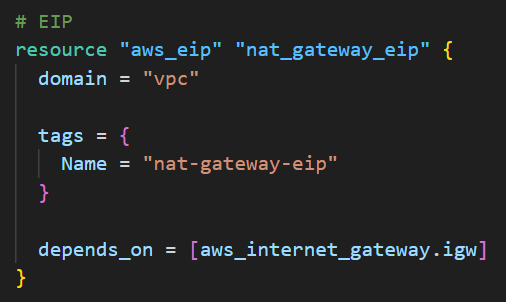 # EIP
resource "aws_eip" "nat_gateway_eip" {
  domain = "vpc"

  tags = {
    Name = "nat-gateway-eip"
  }

  depends_on = [aws_internet_gateway.igw]
}